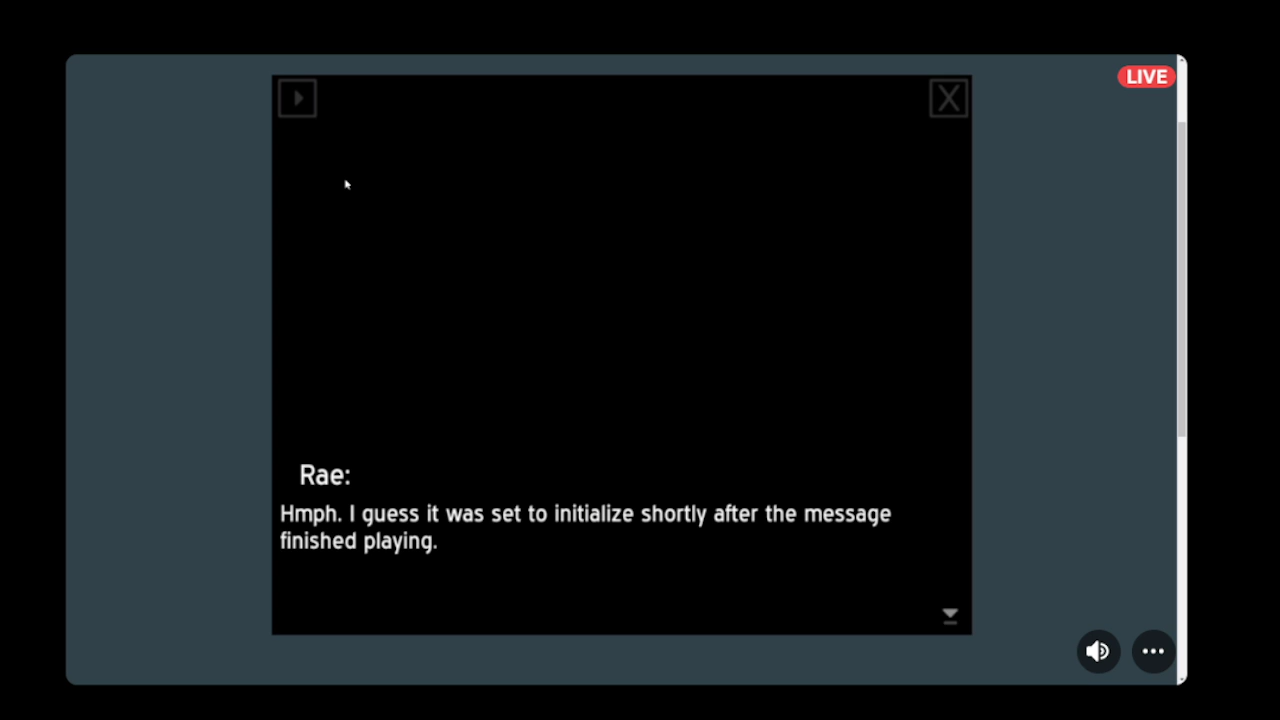 LIVE
X
Rae:
Hmph. I guess it was set to initialize shortly after the message
finished playing.